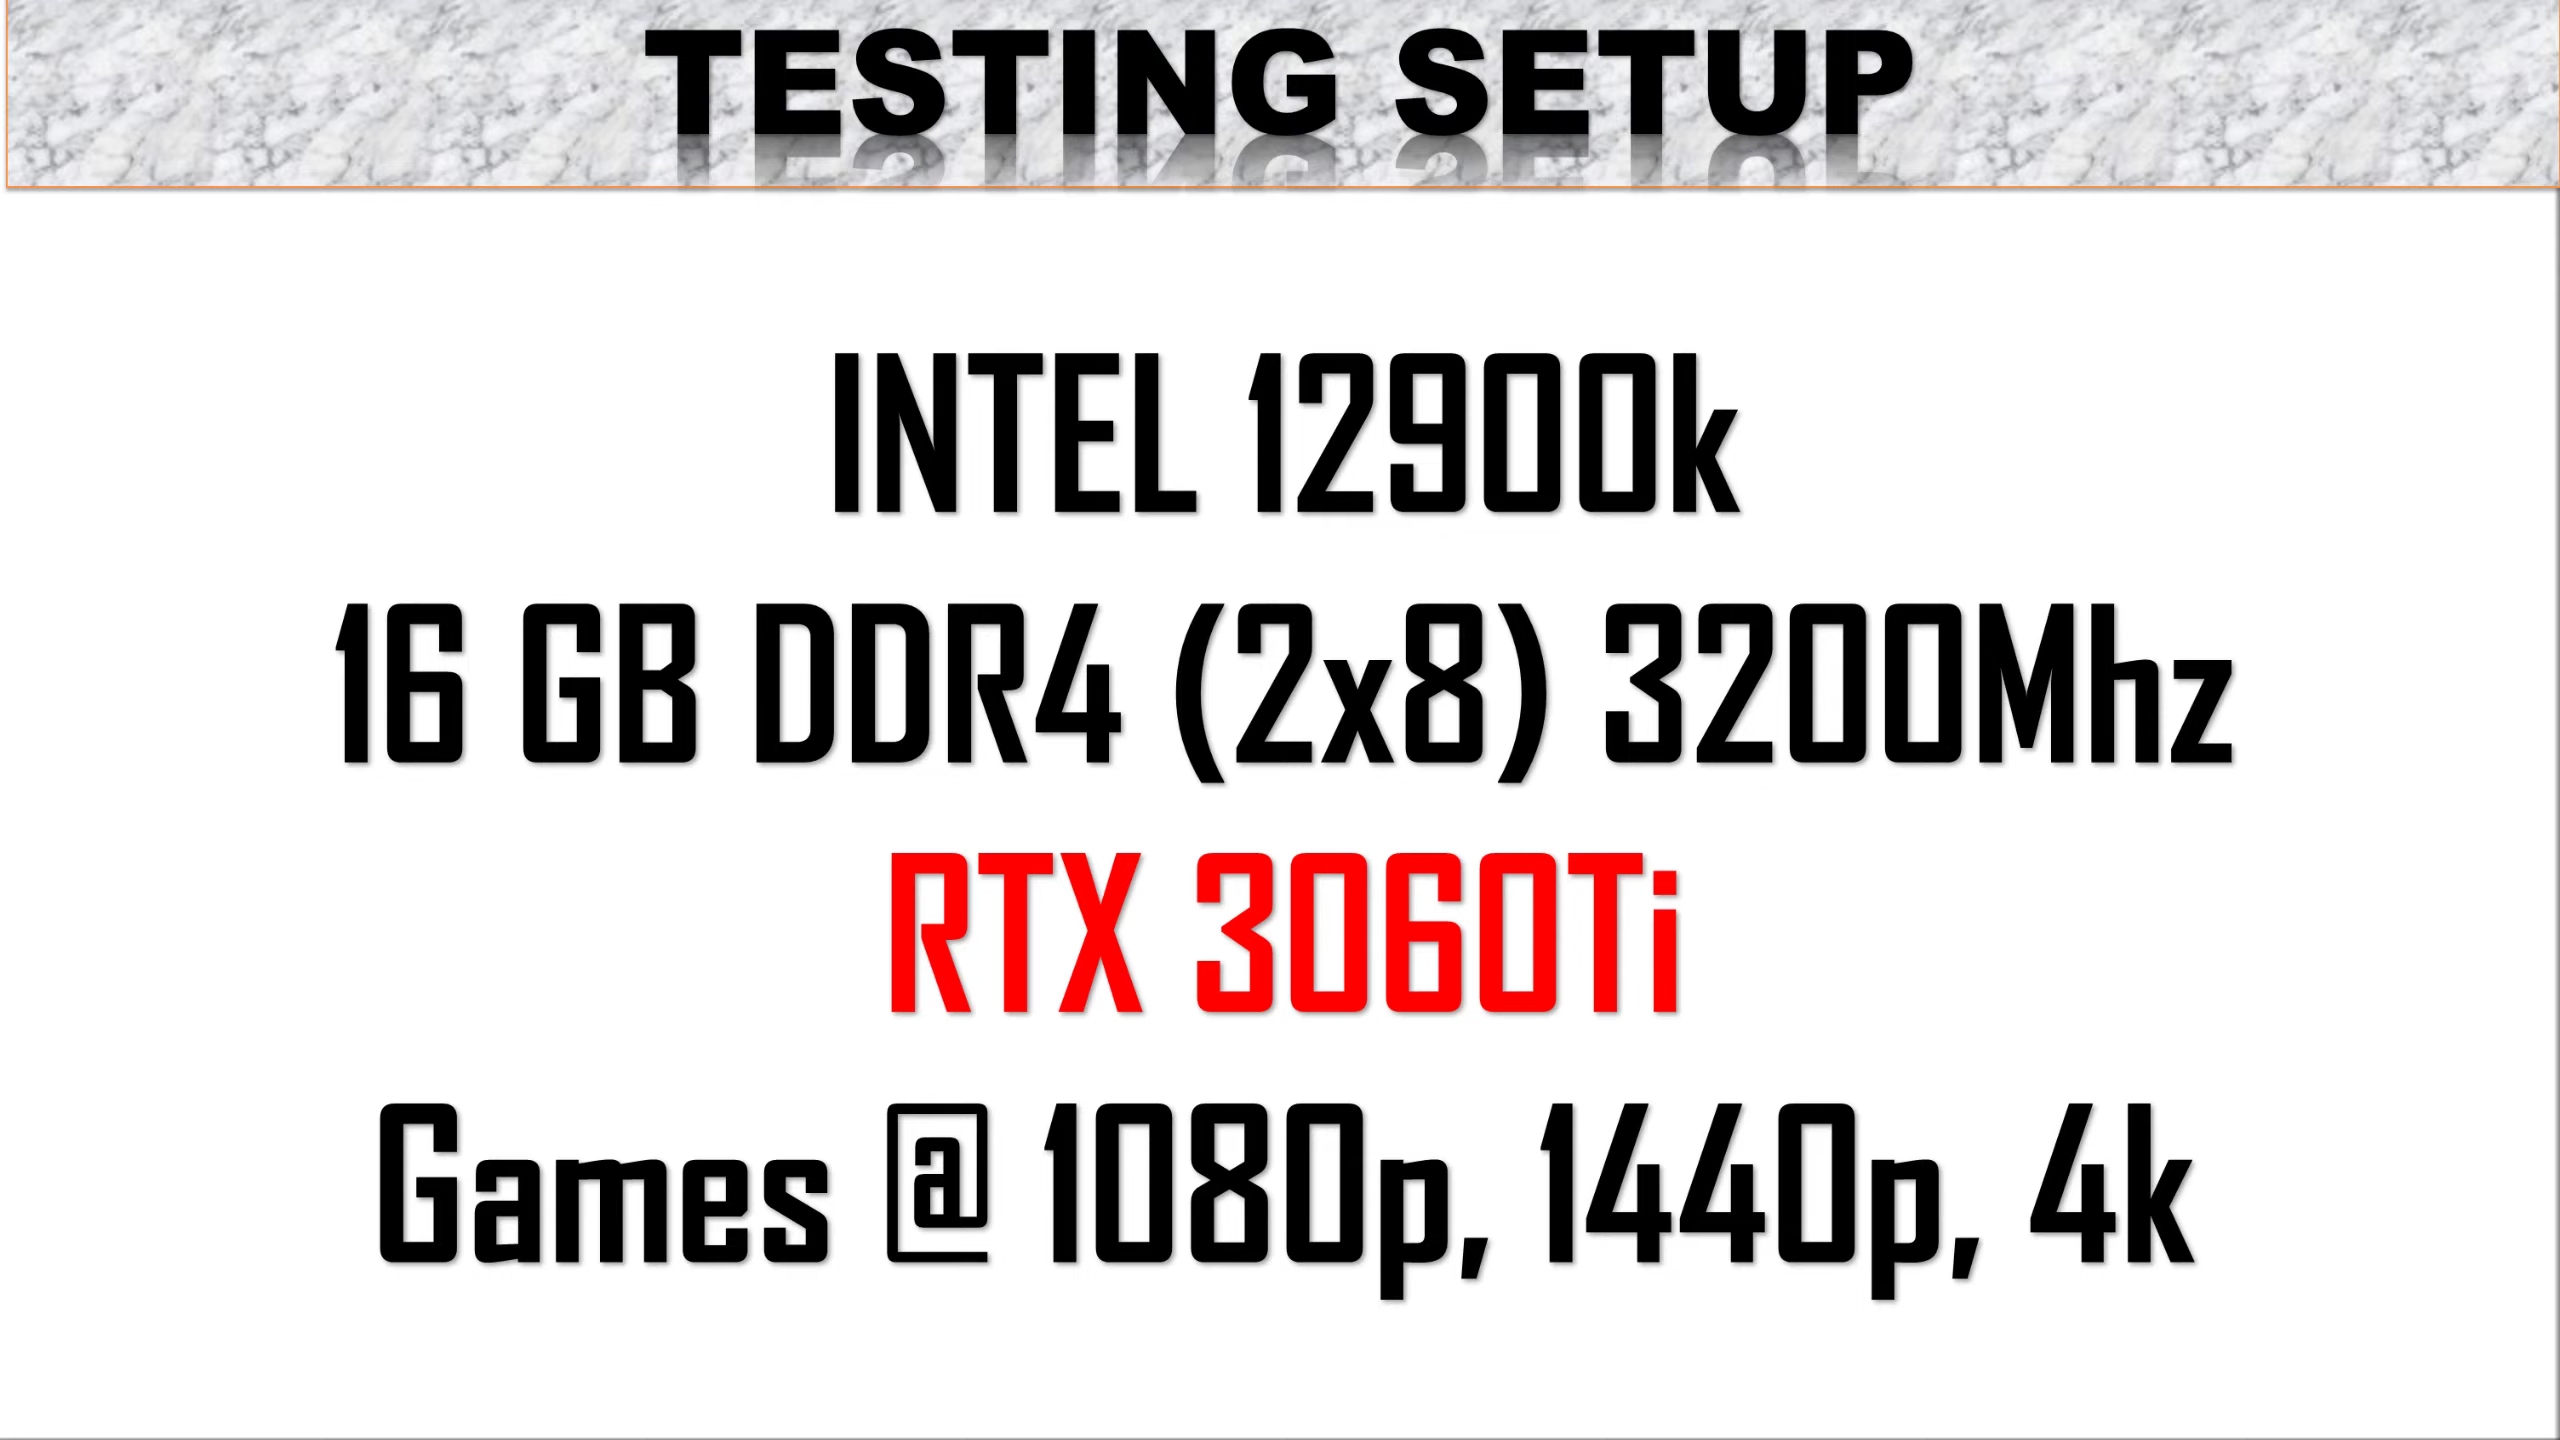 TESTING SETUP
INTEL 12900k
16 GB DDR4 (2x8) 3200Mhz
RTX 3060Ti
Games @ 1080p, 1440p, 4k